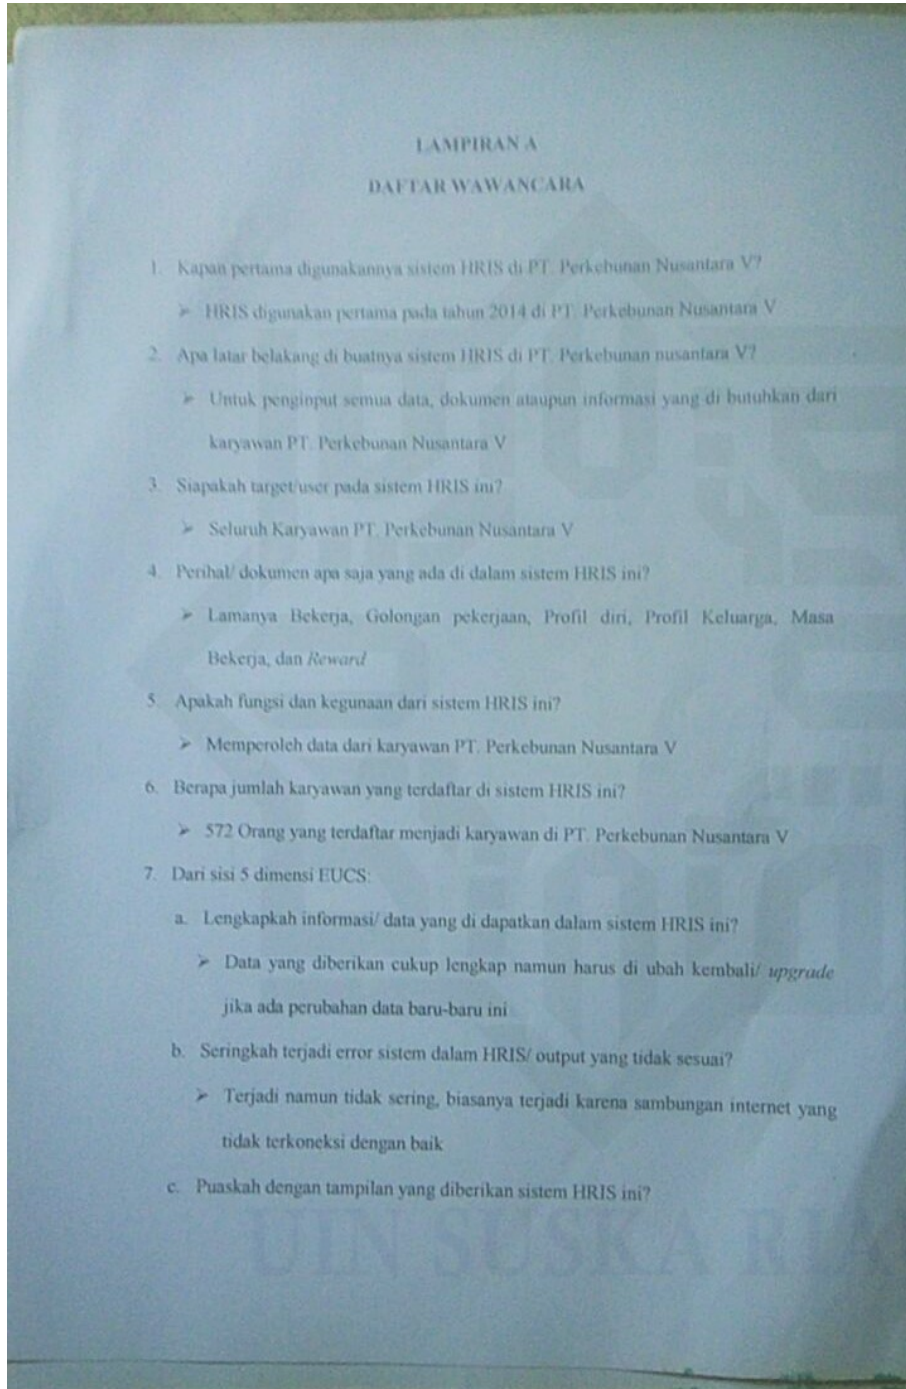 LAMPIRAN A
DAFTAR WAWANCARA
1. Kapan pertama digunakannya sistem HRIS di PT. Perkebunan Nusantara V?
➢ HRIS digunakan pertama pada tahun 2014 di PT. Perkebunan Nusantara V
2. Apa latar belakang di buatnya sistem HRIS di PT. Perkebunan nusantara V?
➢ Untuk penginput semua data, dokumen ataupun informasi yang di butuhkan dari
karyawan PT. Perkebunan Nusantara V
3. Siapakah target/user pada sistem HRIS ini?
➢ Seluruh Karyawan PT. Perkebunan Nusantara V
4. Perihal/ dokumen apa saja yang ada di dalam sistem HRIS ini?
➢ Lamanya Bekerja, Golongan pekerjaan, Profil diri, Profil Keluarga, Masa
Bekerja, dan Reward
5. Apakah fungsi dan kegunaan dari sistem HRIS ini?
➢ Memperoleh data dari karyawan PT. Perkebunan Nusantara V
6. Berapa jumlah karyawan yang terdaftar di sistem HRIS ini?
➢ 572 Orang yang terdaftar menjadi karyawan di PT. Perkebunan Nusantara V
7. Dari sisi 5 dimensi EUCS:
a. Lengkapkah informasi/ data yang di dapatkan dalam sistem HRIS ini?
➢ Data yang diberikan cukup lengkap namun harus di ubah kembali/ upgrade
jika ada perubahan data baru-baru ini
b. Seringkah terjadi error sistem dalam HRIS/ output yang tidak sesuai?
➢ Terjadi namun tidak sering, biasanya terjadi karena sambungan internet yang
tidak terkoneksi dengan baik
c. Puaskah dengan tampilan yang diberikan sistem HRIS ini?
UIN SUSKA RIA